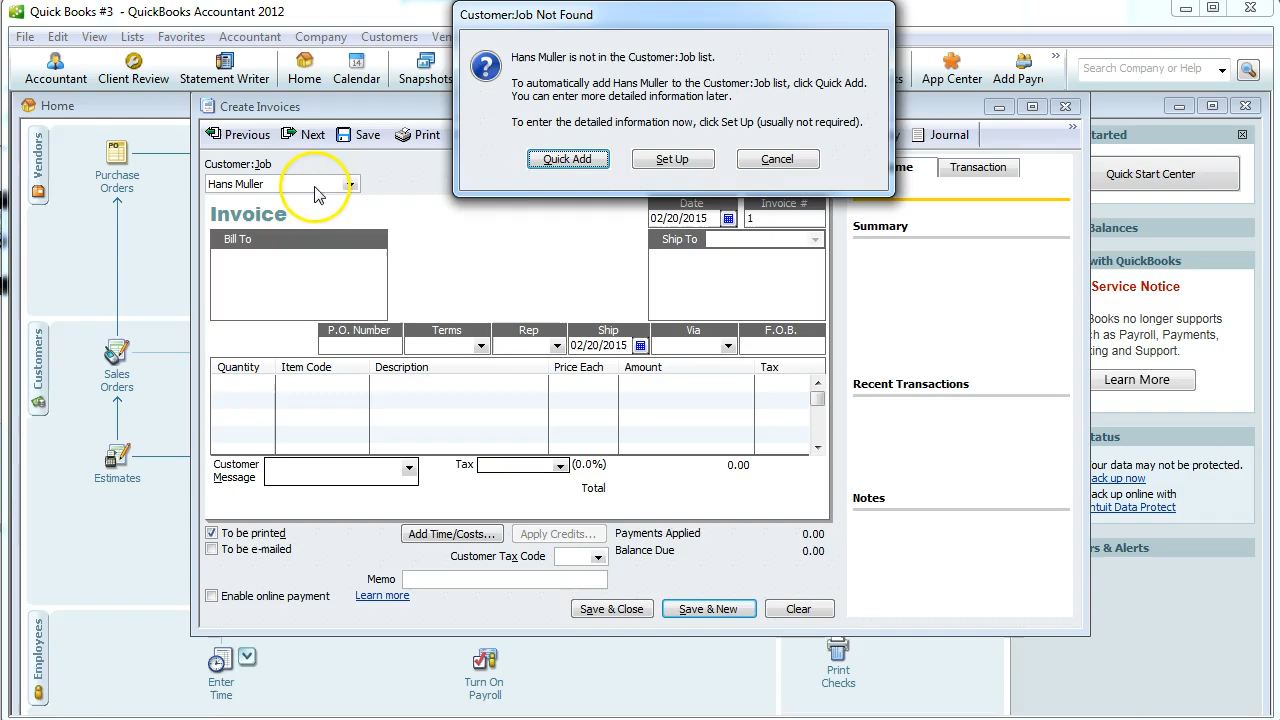 Quick Books #3 - QuickBooks Accountant 2012
File Edit View Lists Favorites Accountant Company Customers
Accountant Client Review Statement Writer Home Calendar Snapshots App Center
Search Company or Help
Home
Create Invoices
Previous Next Save Print Journal
Customer:Job
Hans Muller
Customer:Job Not Found
Hans Muller is not in the Customer:Job list.
To automatically add Hans Muller to the Customer:Job list, click Quick Add.
You can enter more detailed information later.
To enter the detailed information now, click Set Up (usually not required).
Quick Add Set Up Cancel
Vendors
Purchase
Orders
Customers
Sales
Orders
Estimates
Employees
Enter
Time
Turn On
Payroll
Print
Checks
Invoice
Date Invoice #
02/20/2015 1
Bill To Ship To
P.O. Number Terms Rep Ship Via F.O.B.
02/20/2015
Quantity Item Code Description Price Each Amount Tax
Customer
Message
Tax (0.0%) 0.00
Total
To be printed
To be e-mailed
Add Time/Costs... Apply Credits... Payments Applied 0.00
Customer Tax Code Balance Due 0.00
Memo
Enable online payment Learn more
Save & Close Save & New Clear
Transaction
Summary
Recent Transactions
Notes
Started
Quick Start Center
Balances
with QuickBooks
Service Notice
Books no longer supports
such as Payroll, Payments,
and Support.
Learn More
Status
our data may not be protected.
ack up now
ack up online with
ntuit Data Protect
rs & Alerts